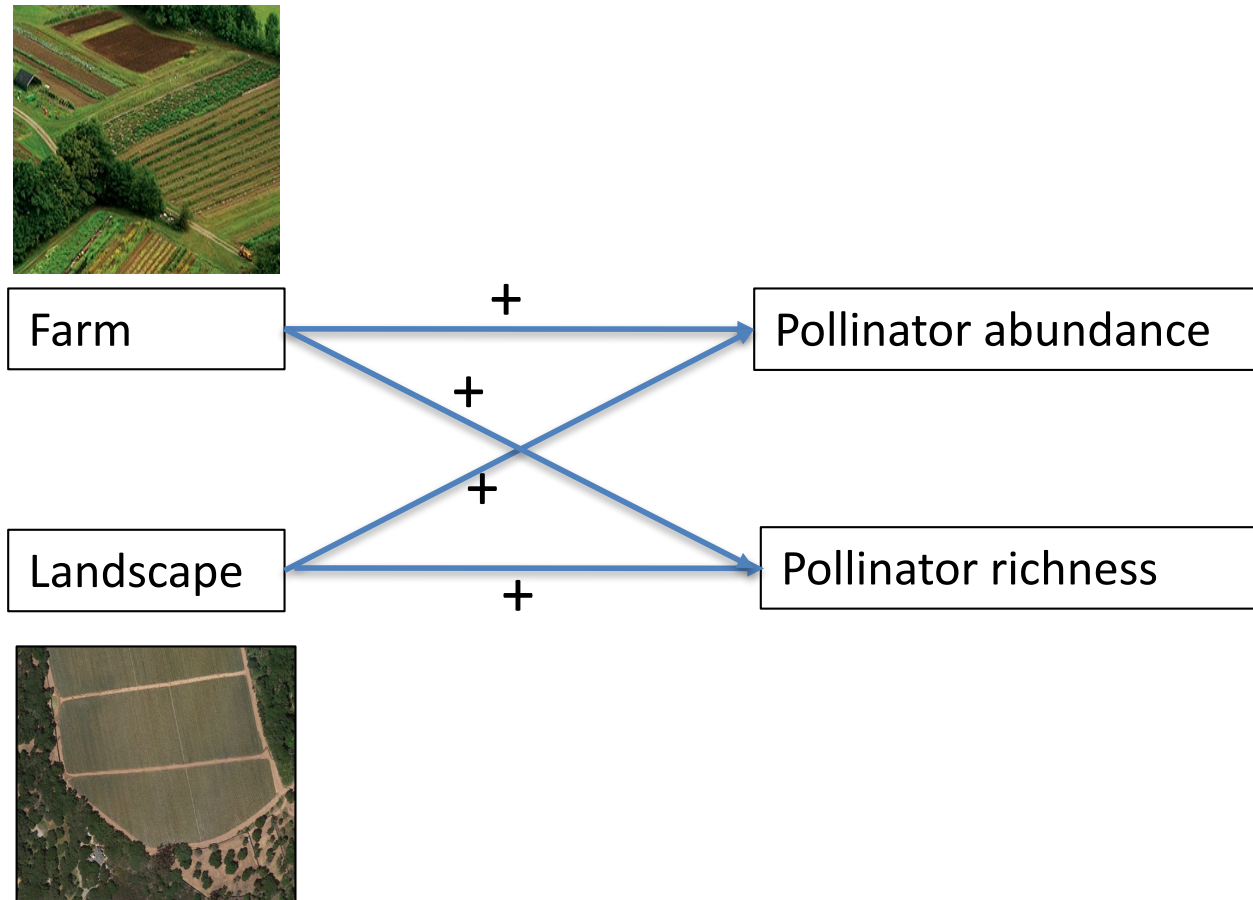 +
Farm
Pollinator abundance
+
+
Landscape
Pollinator richness
+